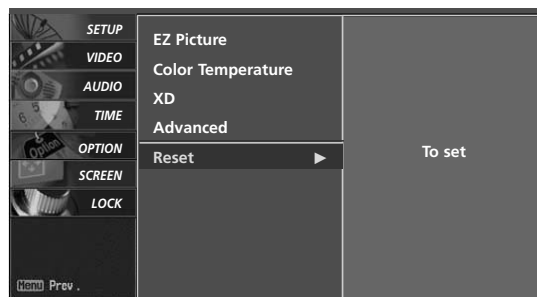 SETUP
VIDEO
AUDIO
TIME
OPTION
SCREEN
LOCK
Menu Prev.
EZ Picture
Color Temperature
XD
Advanced
Reset ▶
To set